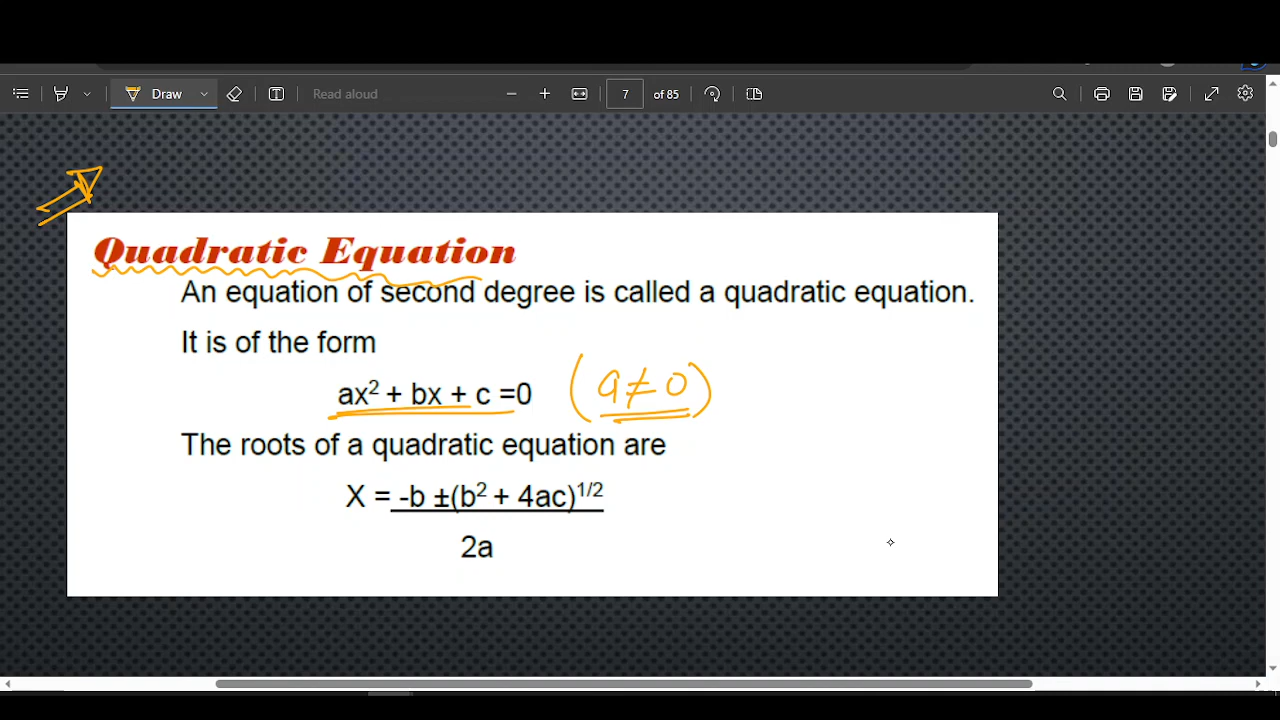 Draw
Read aloud
7 of 85
Quadratic Equation
An equation of second degree is called a quadratic equation.
It is of the form
ax² + bx + c =0 (a≠0)
The roots of a quadratic equation are
X = -b ±(b² + 4ac)¹/²
2a